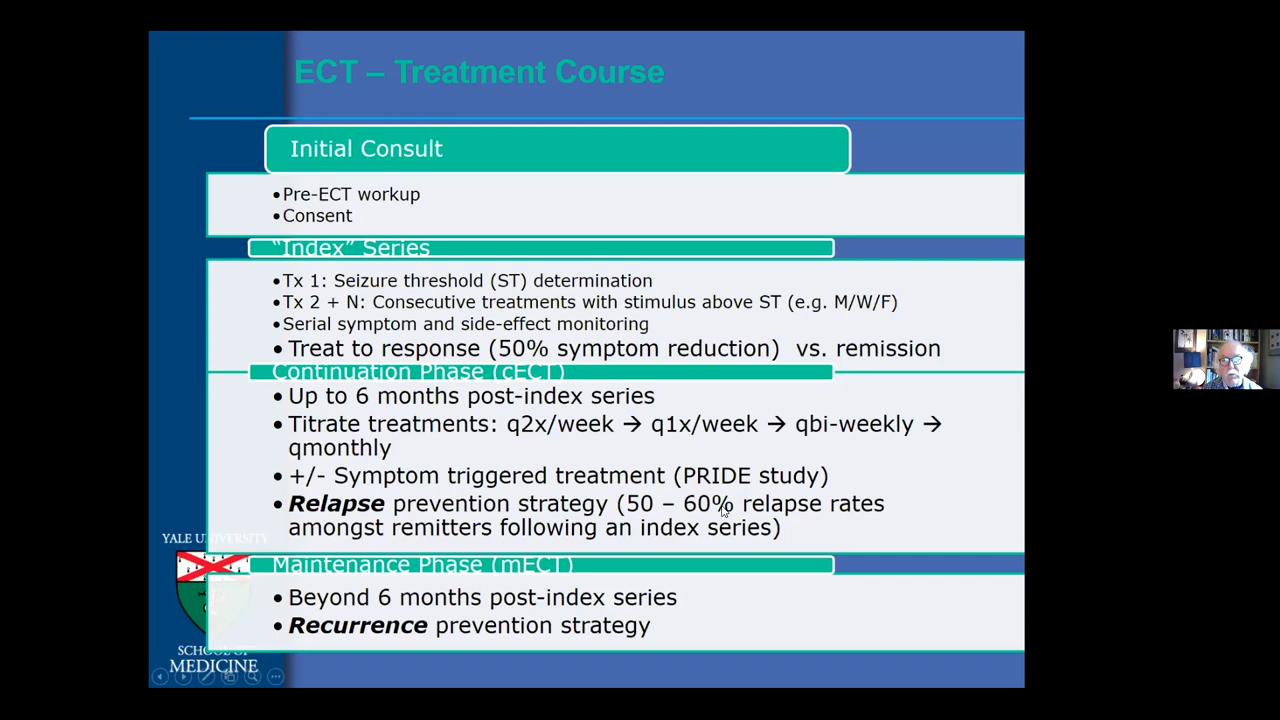 ECT – Treatment Course
Initial Consult
•Pre-ECT workup
•Consent
“Index” Series
•Tx 1: Seizure threshold (ST) determination
•Tx 2 + N: Consecutive treatments with stimulus above ST (e.g. M/W/F)
•Serial symptom and side-effect monitoring
• Treat to response (50% symptom reduction)  vs. remission
Continuation Phase (cECT)
• Up to 6 months post-index series
• Titrate treatments: q2x/week → q1x/week → qbi-weekly →
qmonthly
• +/- Symptom triggered treatment (PRIDE study)
• Relapse prevention strategy (50 – 60% relapse rates
amongst remitters following an index series)
Maintenance Phase (mECT)
• Beyond 6 months post-index series
• Recurrence prevention strategy
YALE UNIVERSITY
SCHOOL OF
MEDICINE